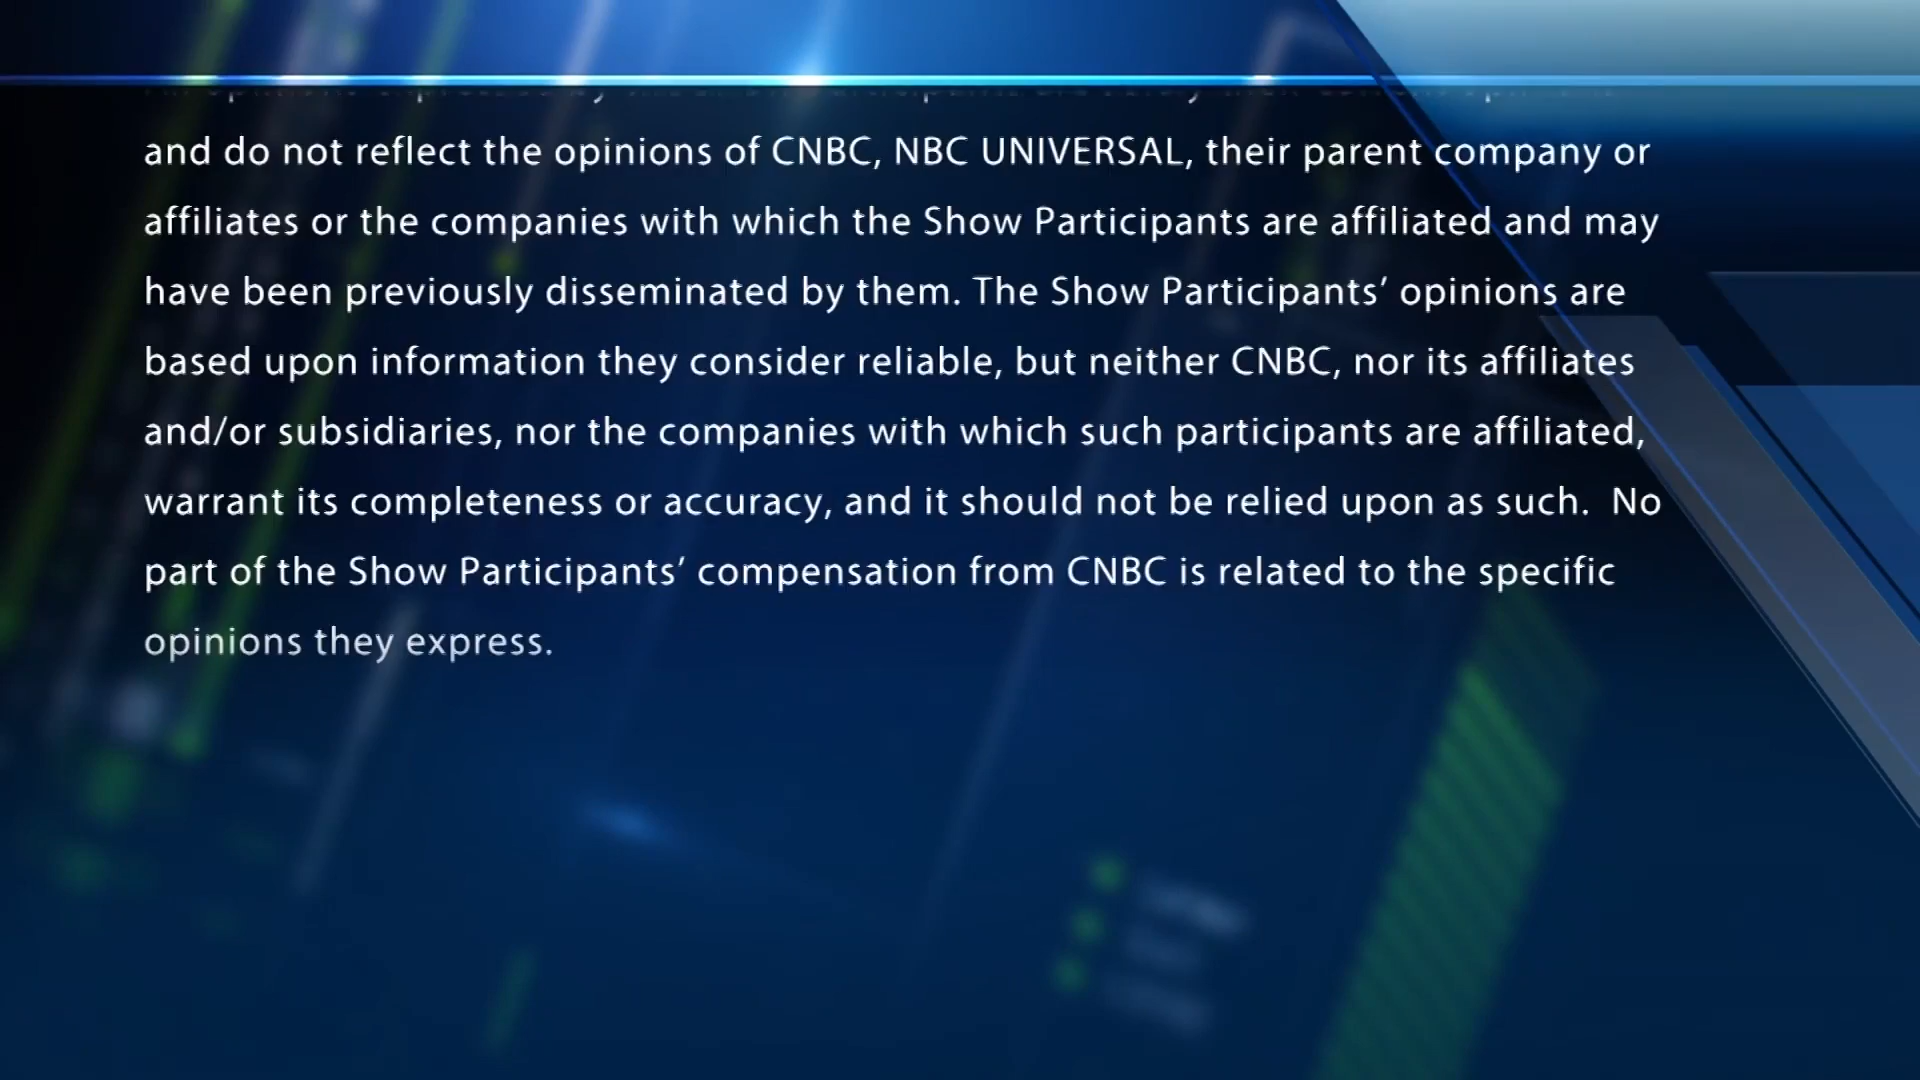 and do not reflect the opinions of CNBC, NBC UNIVERSAL, their parent company or
affiliates or the companies with which the Show Participants are affiliated and may
have been previously disseminated by them. The Show Participants’ opinions are
based upon information they consider reliable, but neither CNBC, nor its affiliates
and/or subsidiaries, nor the companies with which such participants are affiliated,
warrant its completeness or accuracy, and it should not be relied upon as such.  No
part of the Show Participants’ compensation from CNBC is related to the specific
opinions they express.